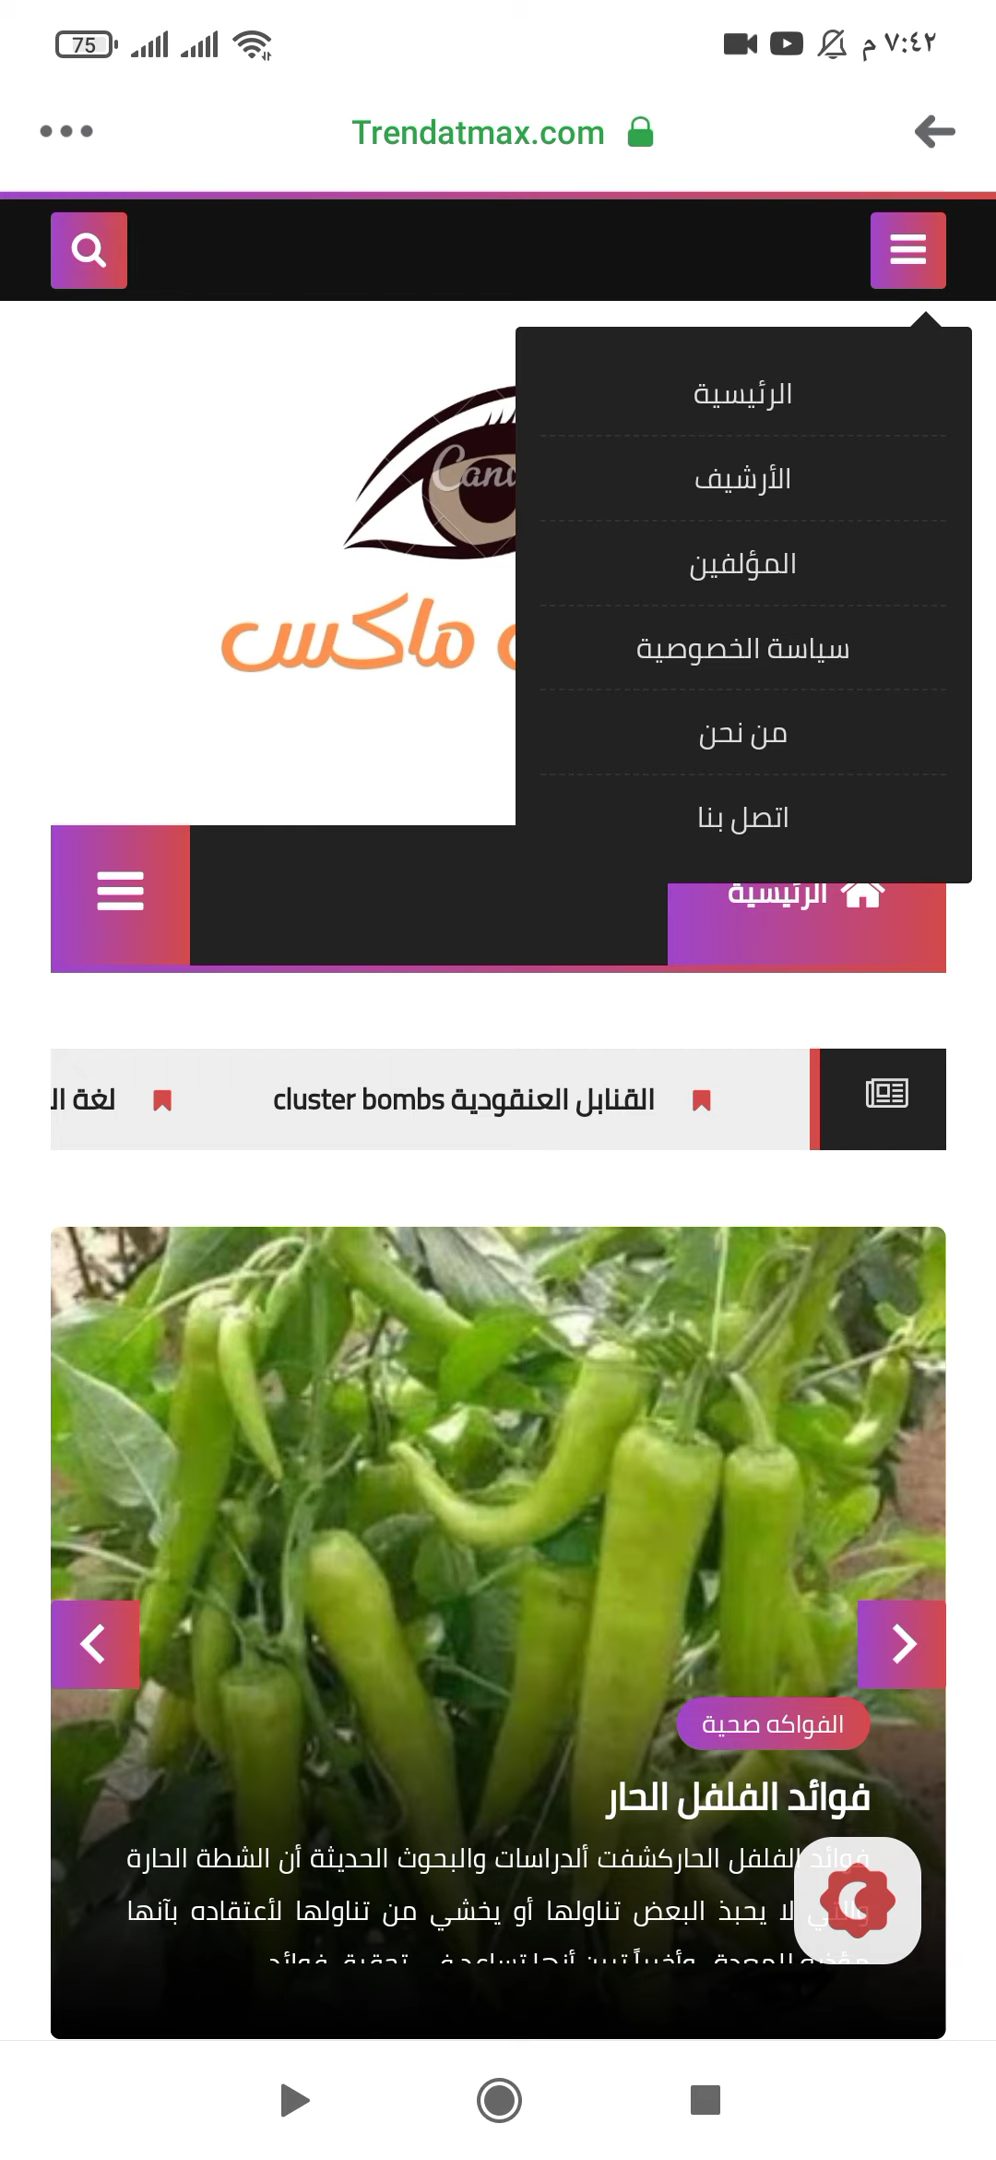 75
٧:٤٢ م
Trendatmax.com
الرئيسية
الأرشيف
المؤلفين
سياسة الخصوصية
من نحن
اتصل بنا
ماكس
الرئيسية
القنابل العنقودية cluster bombs
لغة
الفواكه صحية
فوائد الفلفل الحار
فوائد الفلفل الحاركشفت ألدراسات والبحوث الحديثة أن الشطة الحارة
والتي لا يحبذ البعض تناولها أو يخشي من تناولها لأعتقاده بآنها